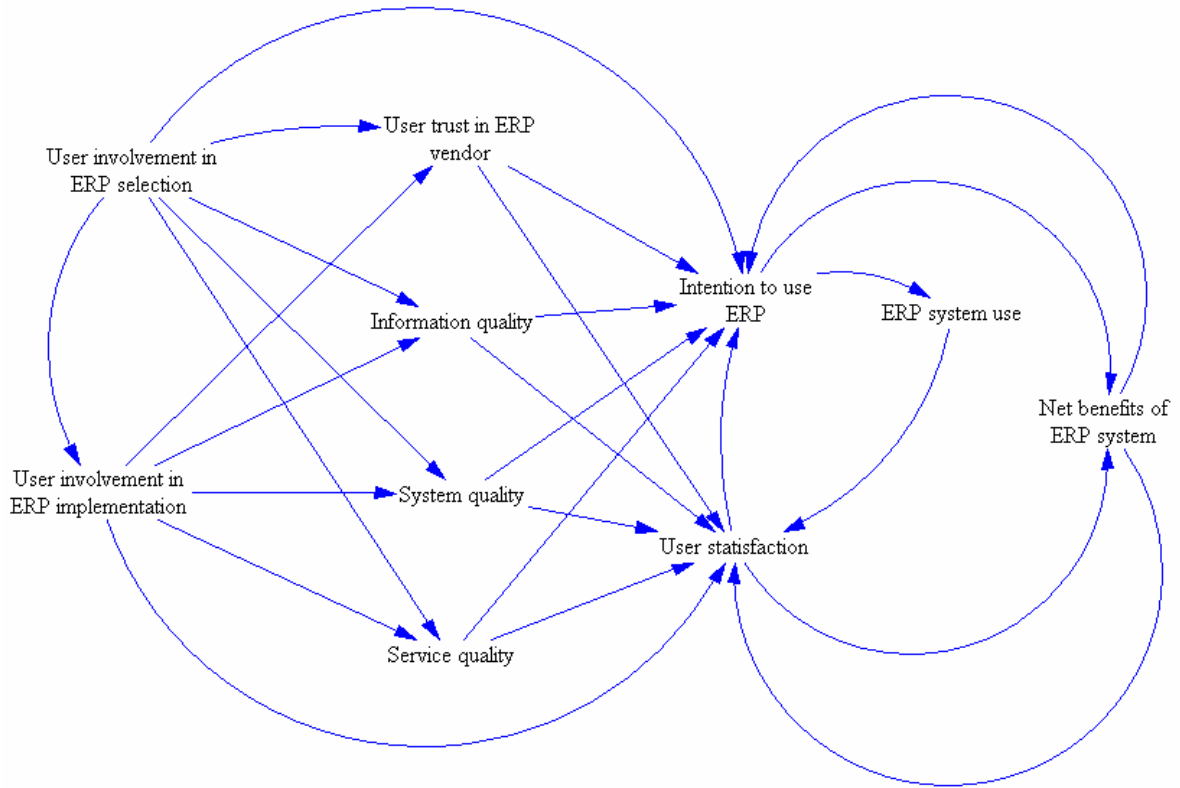 User trust in ERP
vendor
User involvement in
ERP selection
Intention to use
ERP
ERP system use
Information quality
Net benefits of
ERP system
User involvement in
ERP implementation
System quality
User statisfaction
Service quality